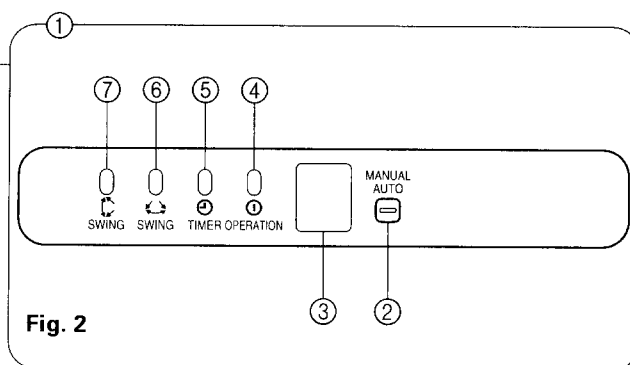 ①
⑦ ⑥ ⑤ ④
MANUAL
AUTO
SWING SWING TIMER OPERATION
③ ②
Fig. 2